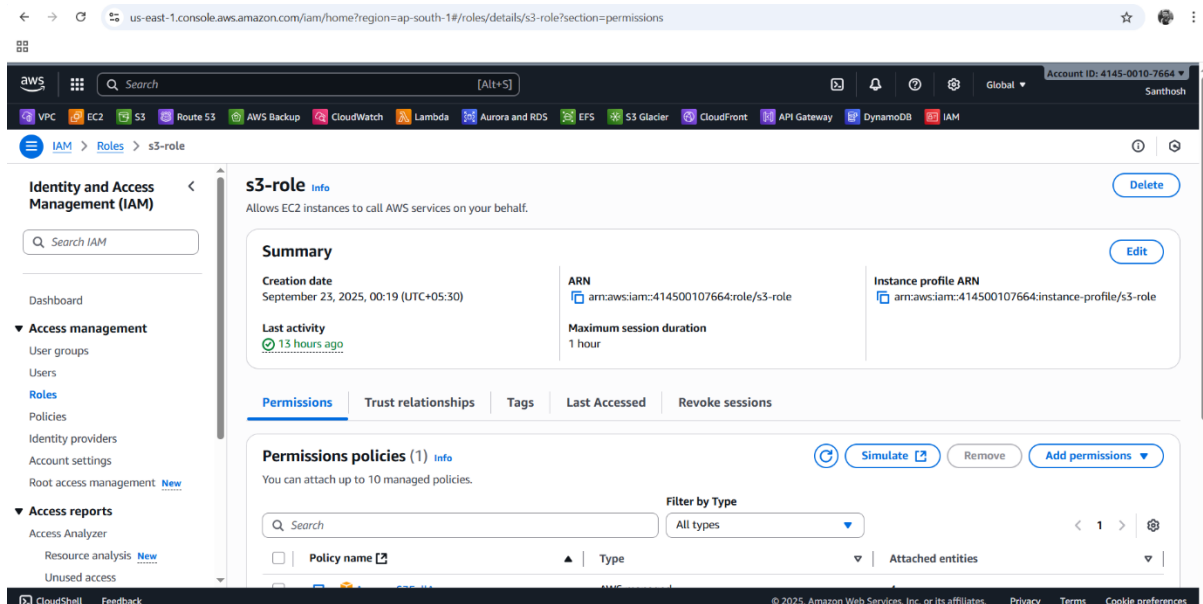 us-east-1.console.aws.amazon.com/iam/home?region=ap-south-1#/roles/details/s3-role?section=permissions
aws
Search [Alt+S]
Global
Account ID: 4145-0010-7664
Santhosh
VPC EC2 S3 Route 53 AWS Backup CloudWatch Lambda Aurora and RDS EFS S3 Glacier CloudFront API Gateway DynamoDB IAM
IAM > Roles > s3-role
Identity and Access
Management (IAM)
Search IAM
Dashboard
Access management
User groups
Users
Roles
Policies
Identity providers
Account settings
Root access management New
Access reports
Access Analyzer
Resource analysis New
Unused access
s3-role Info
Delete
Allows EC2 instances to call AWS services on your behalf.
Summary
Edit
Creation date
September 23, 2025, 00:19 (UTC+05:30)
Last activity
13 hours ago
ARN
arn:aws:iam::414500107664:role/s3-role
Maximum session duration
1 hour
Instance profile ARN
arn:aws:iam::414500107664:instance-profile/s3-role
Permissions Trust relationships Tags Last Accessed Revoke sessions
Permissions policies (1) Info
Simulate Remove Add permissions
You can attach up to 10 managed policies.
Filter by Type
Search
All types
1
Policy name Type Attached entities
CloudShell Feedback
© 2025, Amazon Web Services, Inc. or its affiliates. Privacy Terms Cookie preferences